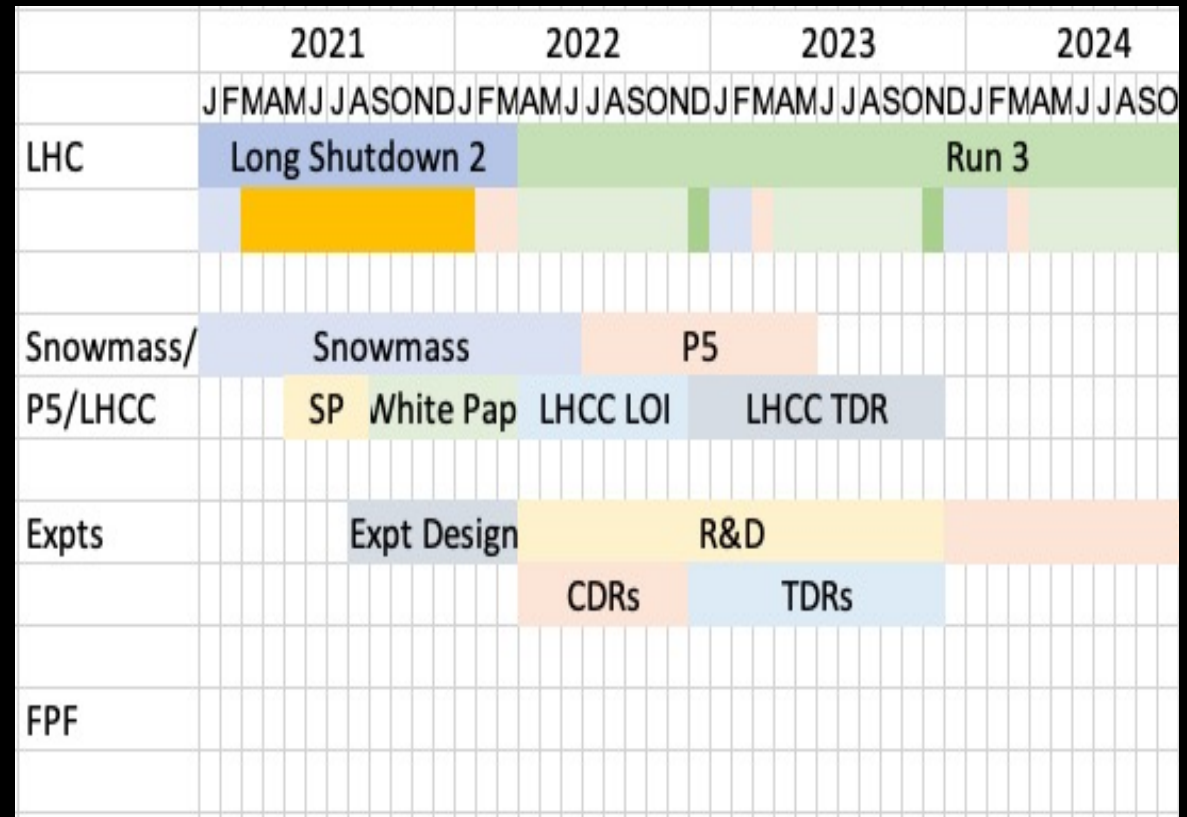 2021 2022 2023 2024
JFMAMJJASONDJFMAMJJASONDJFMAMJJASONDJFMAMJJASO
LHC Long Shutdown 2 Run 3
Snowmass/ Snowmass P5
P5/LHCC SP White Pap LHCC LOI LHCC TDR
Expts Expt Design R&D
CDRs TDRs
FPF